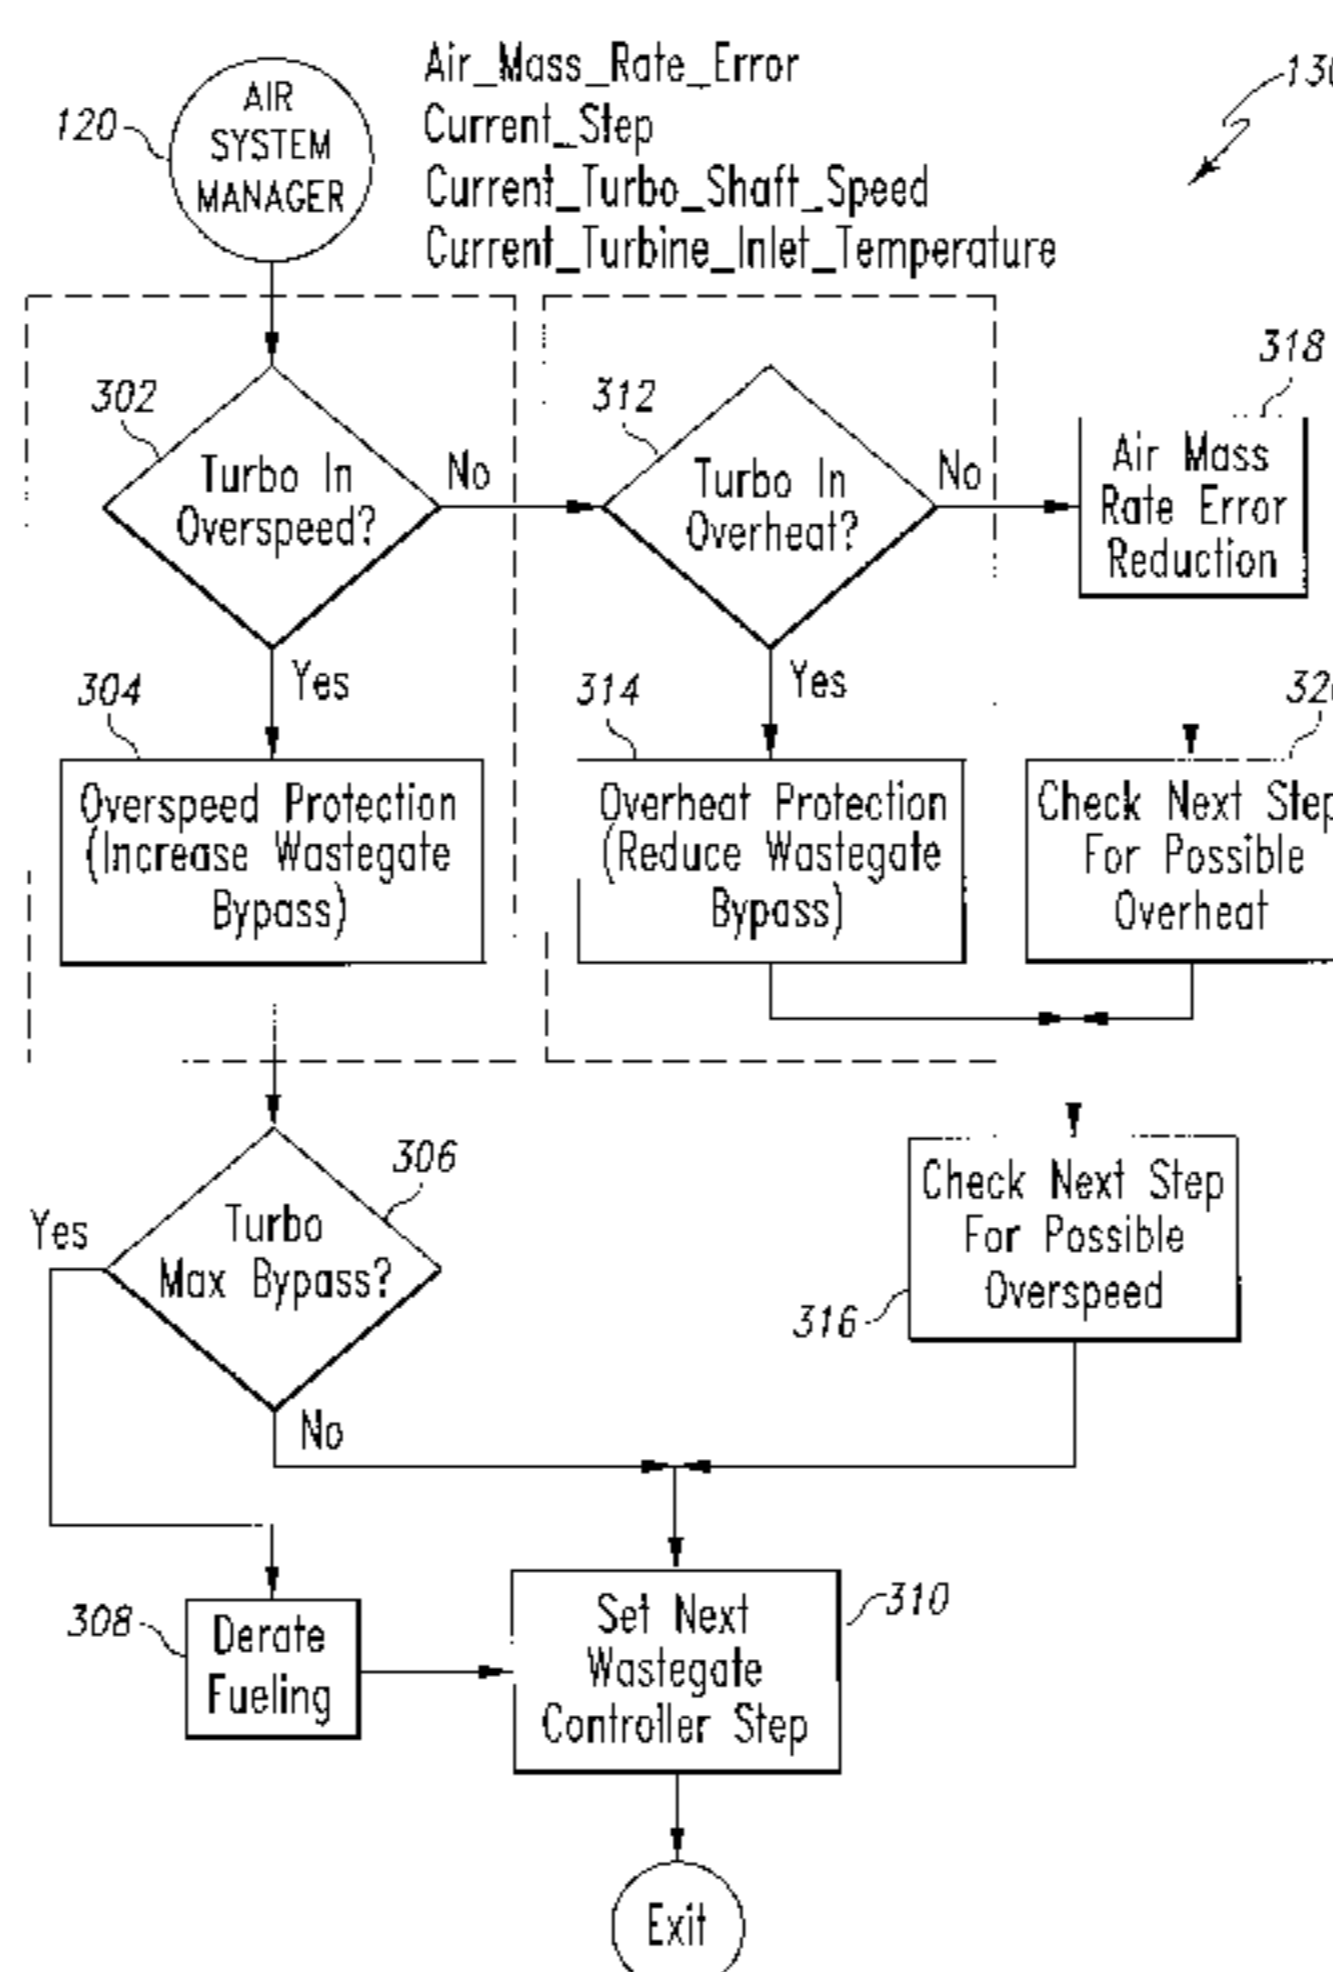 120
AIR
SYSTEM
MANAGER
Air_Mass_Rate_Error
Current_Step
Current_Turbo_Shaft_Speed
Current_Turbine_Inlet_Temperature
302
Turbo In
Overspeed?
No
Yes
312
Turbo In
Overheat?
No
Yes
318
Air Mass
Rate Error
Reduction
304
Overspeed Protection
(Increase Wastegate
Bypass)
314
Overheat Protection
(Reduce Wastegate
Bypass)
Check Next Step
For Possible
Overheat
306
Turbo
Max Bypass?
Yes
No
316
Check Next Step
For Possible
Overspeed
308
Derate
Fueling
310
Set Next
Wastegate
Controller Step
Exit